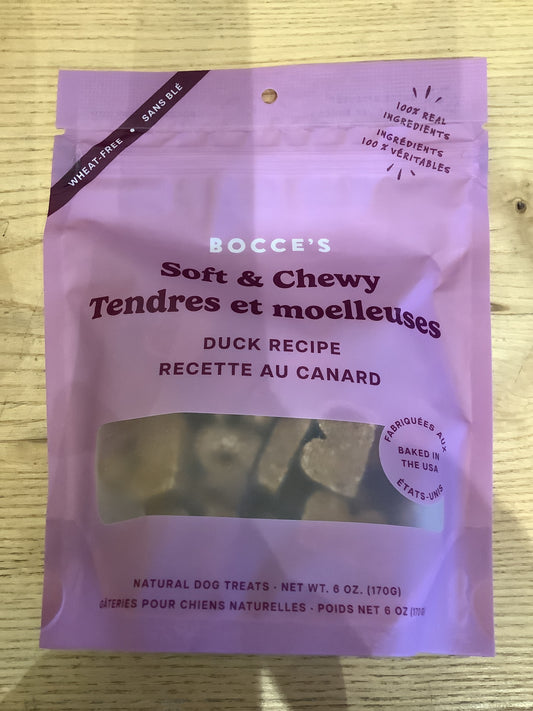 WHEAT-FREE • SANS BLÉ
100% REAL
INGREDIENTS
INGRÉDIENTS
100 % VÉRITABLES
BOCCE'S
Soft & Chewy
Tendres et moelleuses
DUCK RECIPE
RECETTE AU CANARD
FABRIQUÉES AUX
BAKED IN
THE USA
ÉTATS-UNIS
NATURAL DOG TREATS · NET WT. 6 OZ. (170G)
GÂTERIES POUR CHIENS NATURELLES · POIDS NET 6 OZ (170G)